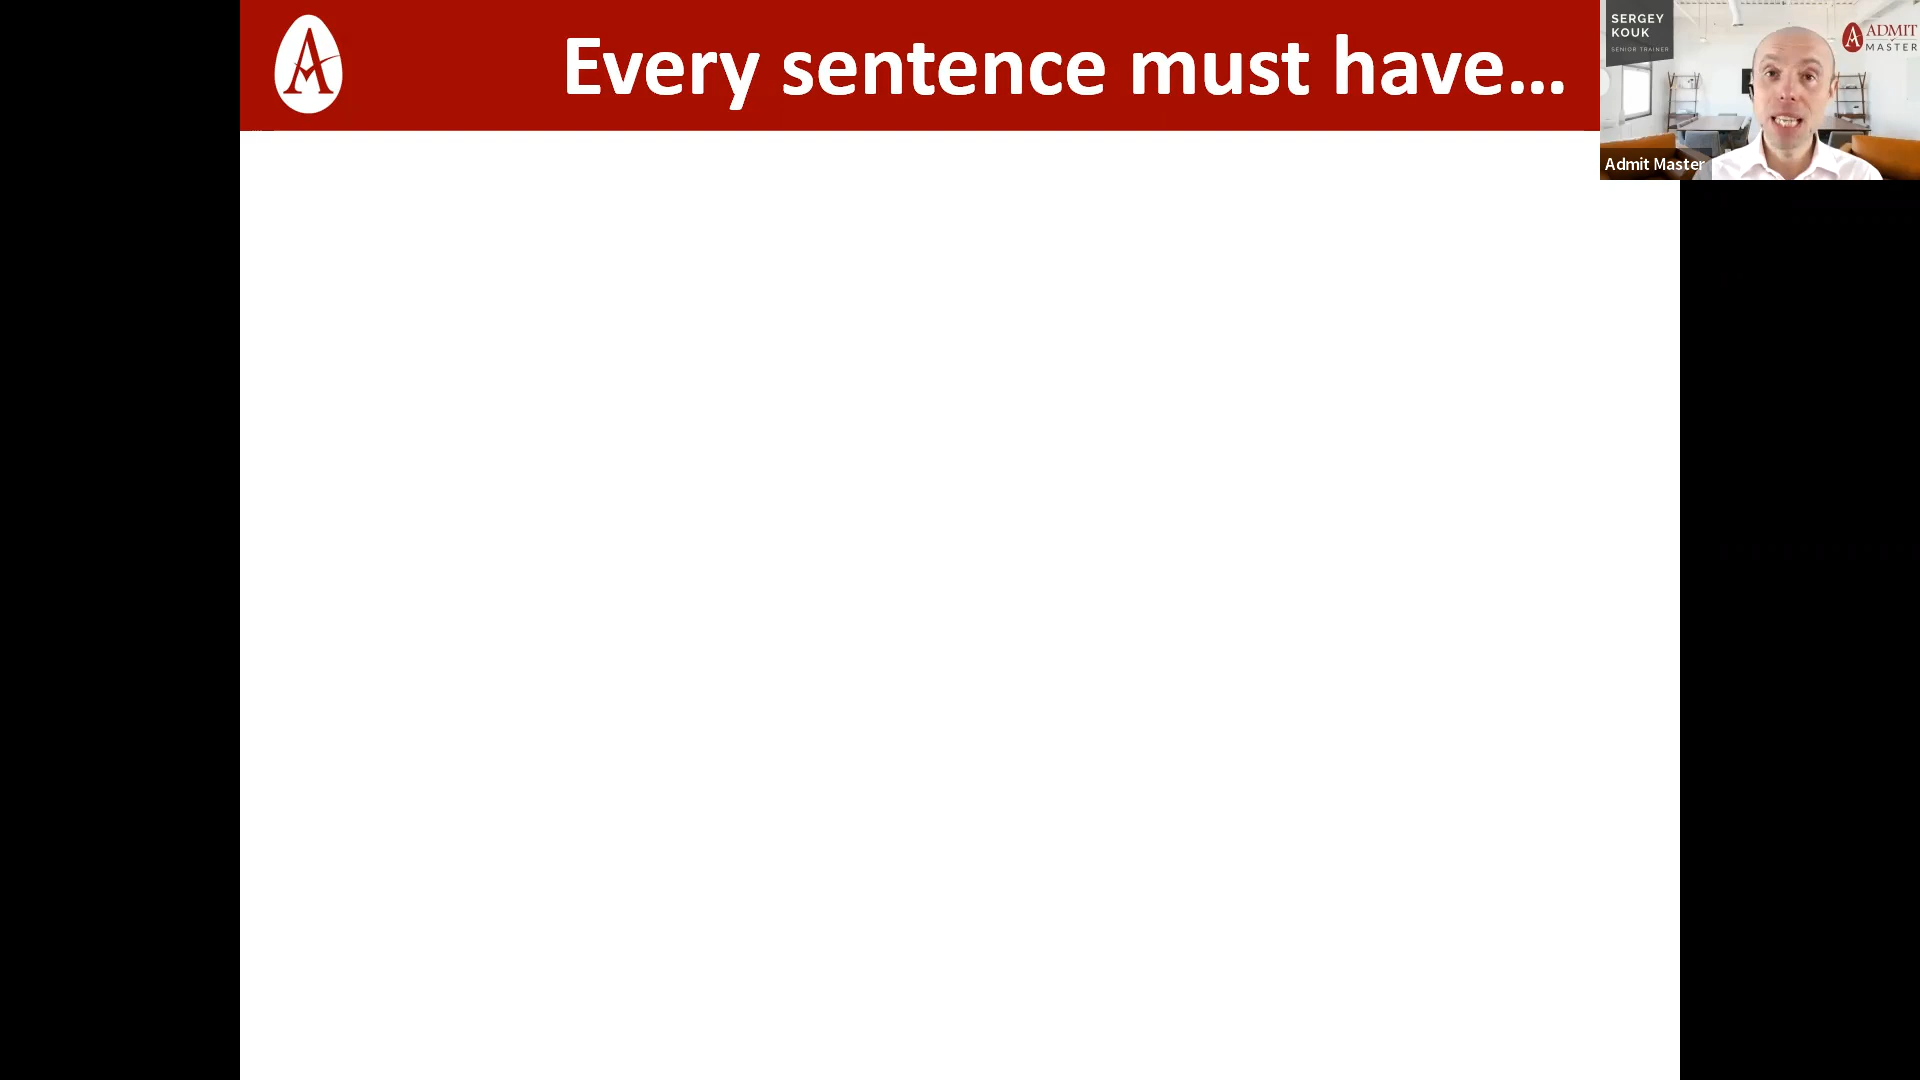 Every sentence must have...
SERGEY
KOUK
SENIOR TRAINER
ADMIT
MASTER
Admit Master